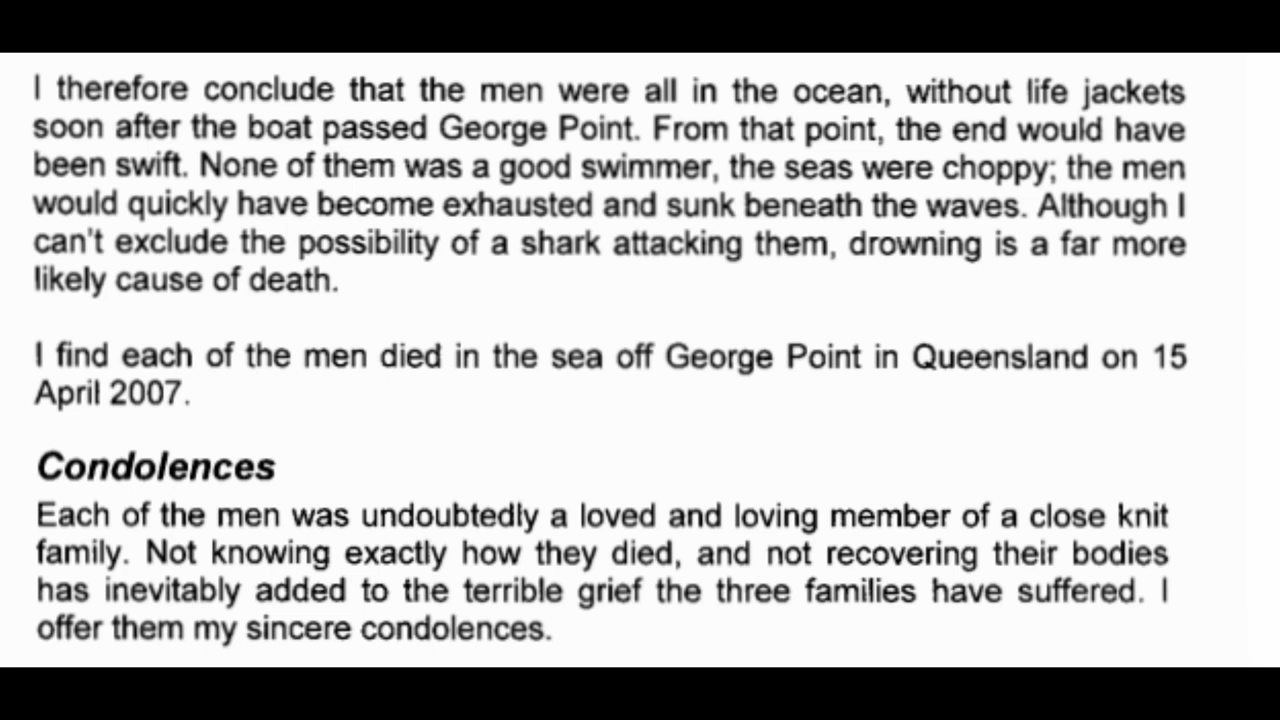 I therefore conclude that the men were all in the ocean, without life jackets
soon after the boat passed George Point. From that point, the end would have
been swift. None of them was a good swimmer, the seas were choppy; the men
would quickly have become exhausted and sunk beneath the waves. Although I
can't exclude the possibility of a shark attacking them, drowning is a far more
likely cause of death.
I find each of the men died in the sea off George Point in Queensland on 15
April 2007.
Condolences
Each of the men was undoubtedly a loved and loving member of a close knit
family. Not knowing exactly how they died, and not recovering their bodies
has inevitably added to the terrible grief the three families have suffered. I
offer them my sincere condolences.